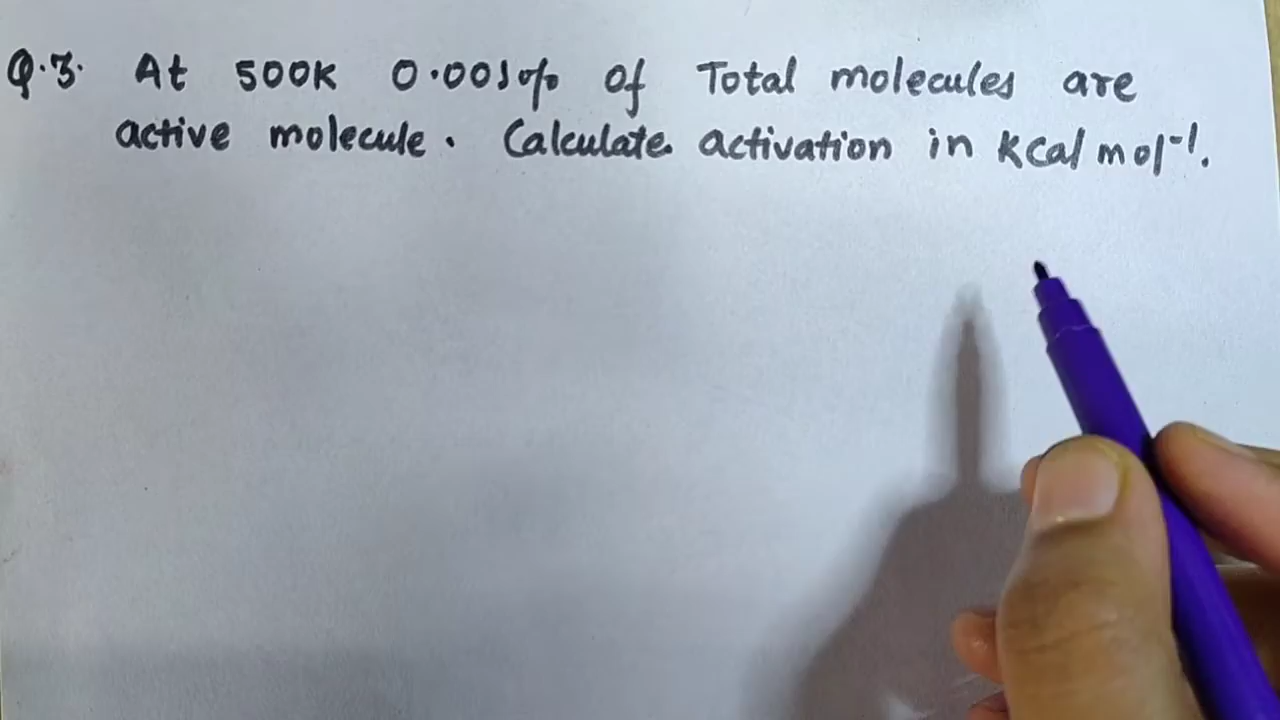 Q.3. At 500K 0.001% of Total molecules are
active molecule. Calculate activation in Kcal mol⁻¹.